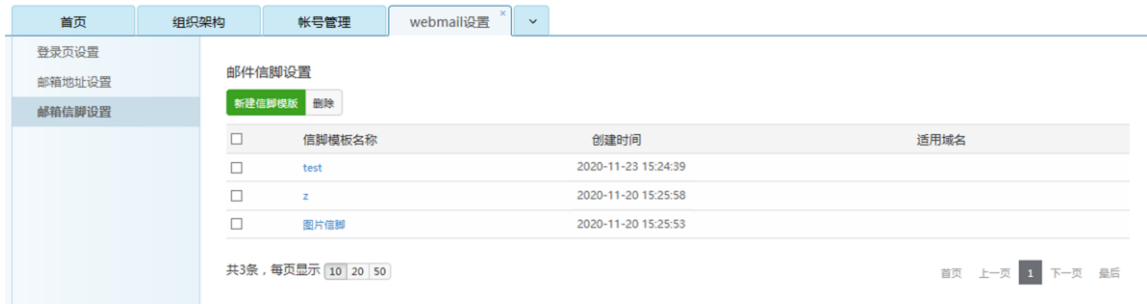 首页 组织架构 帐号管理 webmail设置
登录页设置
邮箱地址设置
邮箱信脚设置
邮件信脚设置
新建信脚模版 删除
信脚模板名称 创建时间 适用域名
test 2020-11-23 15:24:39
z 2020-11-20 15:25:58
图片信脚 2020-11-20 15:25:53
共3条，每页显示 10 20 50
首页 上一页 1 下一页 最后